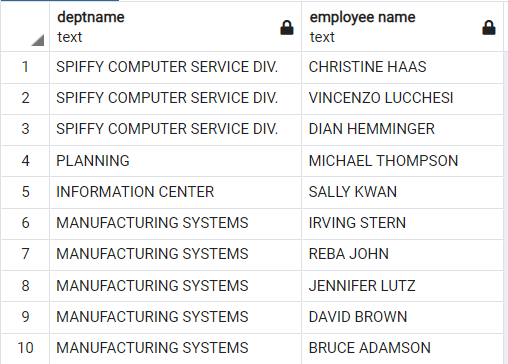 deptname employee name
text text
1 SPIFFY COMPUTER SERVICE DIV. CHRISTINE HAAS
2 SPIFFY COMPUTER SERVICE DIV. VINCENZO LUCCHESI
3 SPIFFY COMPUTER SERVICE DIV. DIAN HEMMINGER
4 PLANNING MICHAEL THOMPSON
5 INFORMATION CENTER SALLY KWAN
6 MANUFACTURING SYSTEMS IRVING STERN
7 MANUFACTURING SYSTEMS REBA JOHN
8 MANUFACTURING SYSTEMS JENNIFER LUTZ
9 MANUFACTURING SYSTEMS DAVID BROWN
10 MANUFACTURING SYSTEMS BRUCE ADAMSON